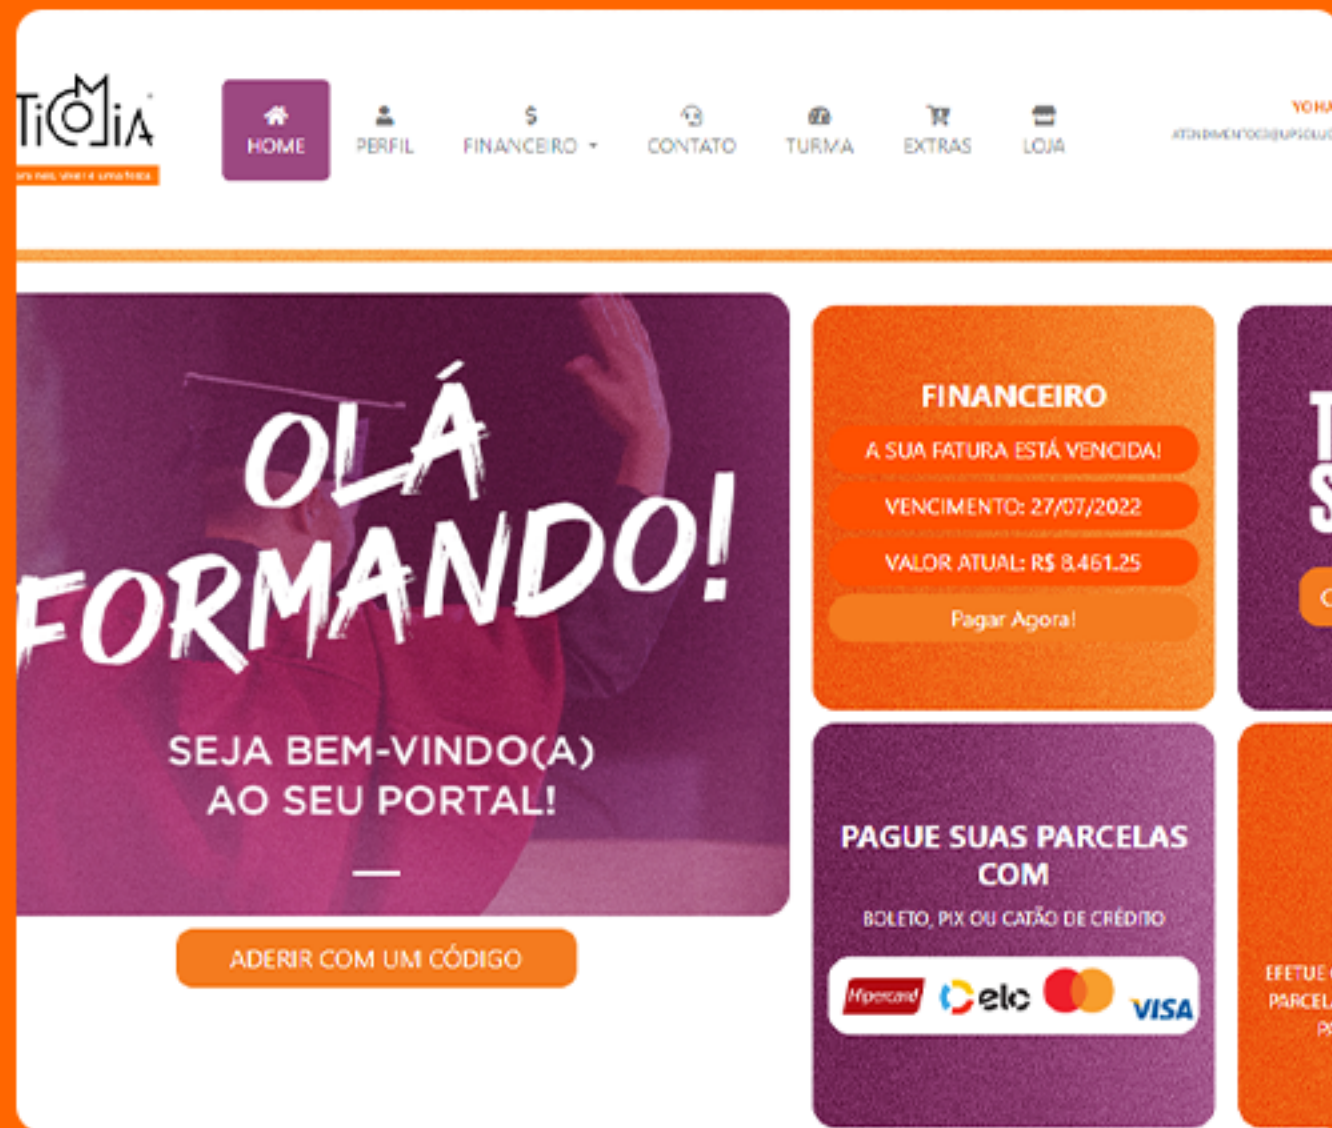 HOME
PERFIL
FINANCEIRO
CONTATO
TURMA
EXTRAS
LOJA
OLÁ
FORMANDO!
SEJA BEM-VINDO(A)
AO SEU PORTAL!
ADERIR COM UM CÓDIGO
FINANCEIRO
A SUA FATURA ESTÁ VENCIDA!
VENCIMENTO: 27/07/2022
VALOR ATUAL: R$ 8.461.25
Pagar Agora!
PAGUE SUAS PARCELAS
COM
BOLETO, PIX OU CATÃO DE CRÉDITO
Hipercard
elo
VISA
EFETUE